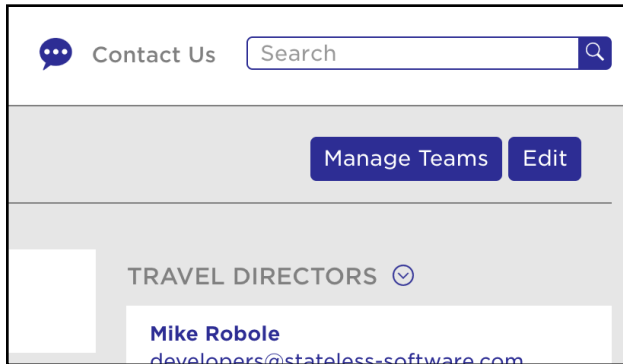 Contact Us
Search
Manage Teams
Edit
TRAVEL DIRECTORS
Mike Robole
developers@stateless-software.com